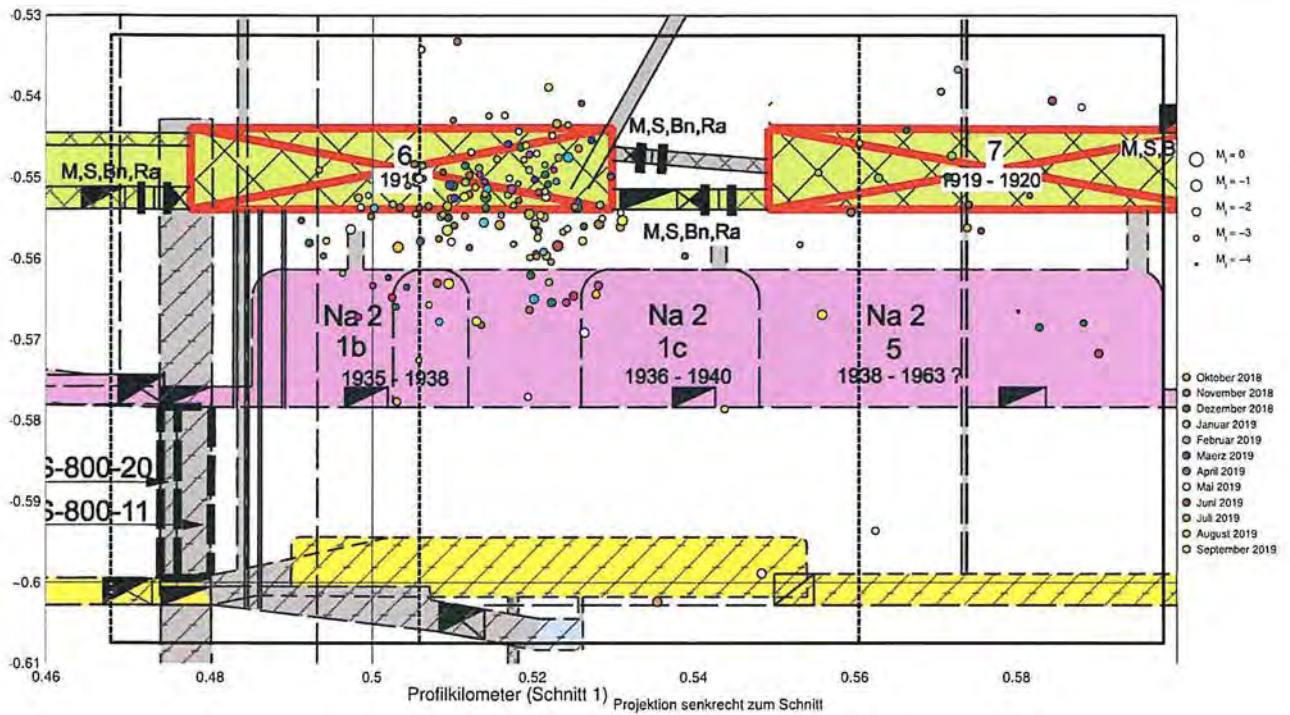 -0.53
-0.54
-0.55
-0.56
-0.57
-0.58
-0.59
-0.6
-0.61
0.46
0.48
0.5
0.52
0.54
0.56
0.58
Profilkilometer (Schnitt 1)
Projektion senkrecht zum Schnitt
M,S,Bn,Ra
6
M,S,Bn,Ra
M,S,Bn,Ra
7
1919 - 1920
M,S,B
Na 2
1b
1935 - 1938
Na 2
1c
1936 - 1940
Na 2
5
1938 - 1963 ?
S-800-20
S-800-11
M_l = 0
M_l = -1
M_l = -2
M_l = -3
M_l = -4
Oktober 2018
November 2018
Dezember 2018
Januar 2019
Februar 2019
Maerz 2019
April 2019
Mai 2019
Juni 2019
Juli 2019
August 2019
September 2019